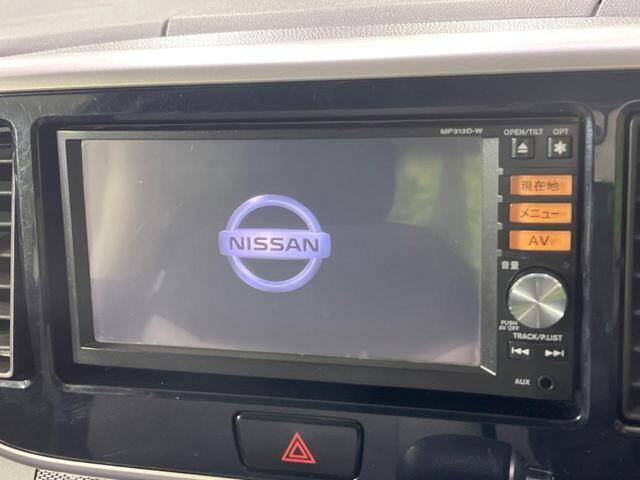 MP313D-W
OPEN/TILT OPT
現在地
メニュー
AV
NISSAN
音量
PUSH
AV OFF
TRACK/P.LIST
AUX